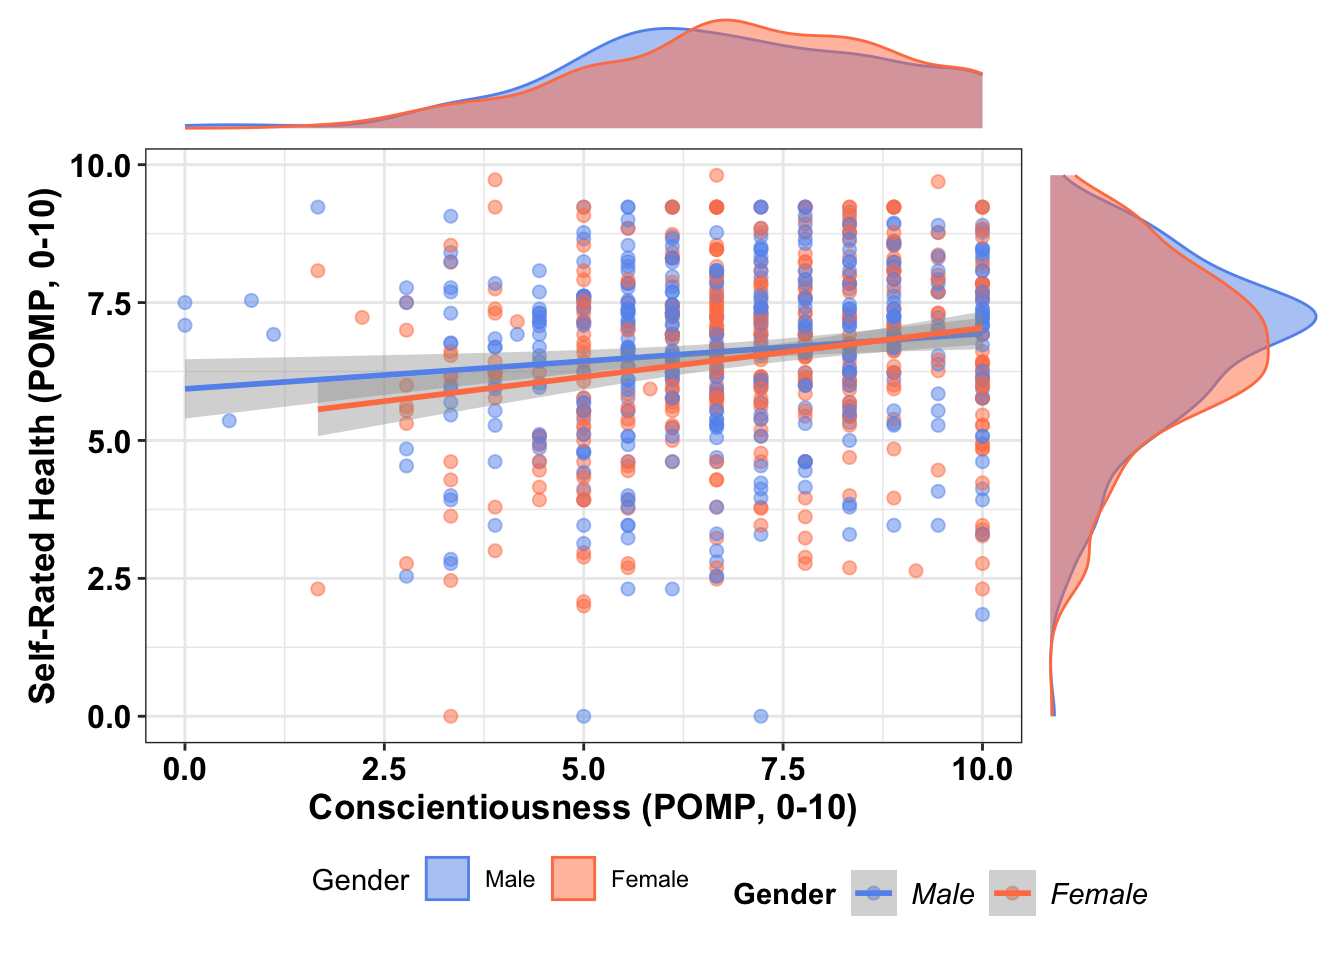 10.0
7.5
5.0
2.5
0.0
Self-Rated Health (POMP, 0-10)
0.0 2.5 5.0 7.5 10.0
Conscientiousness (POMP, 0-10)
Gender Male Female
Gender Male Female